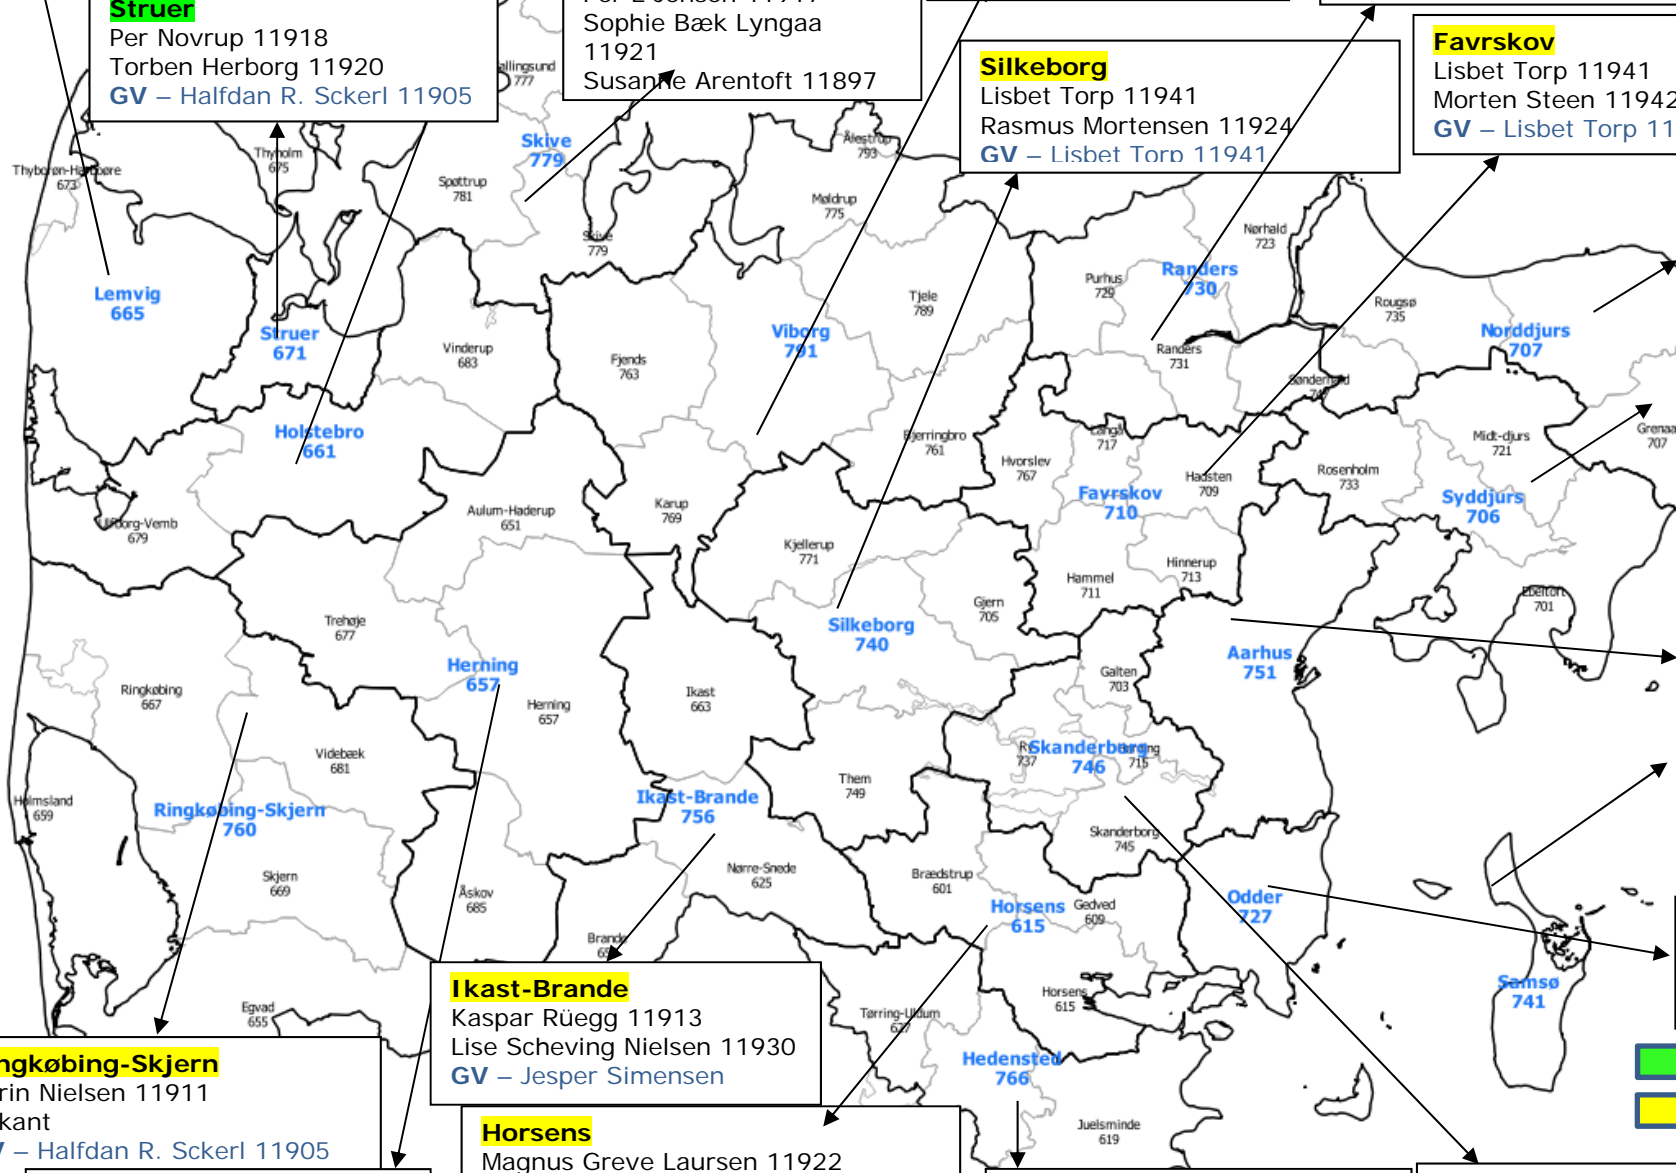 Struer
Per Novrup 11918
Torben Herborg 11920
GV – Halfdan R. Sckerl 11905
Sophie Bæk Lyngaa
11921
Susanne Arentoft 11897
Silkeborg
Lisbet Torp 11941
Rasmus Mortensen 11924
GV – Lisbet Torp 11941
Favrskov
Lisbet Torp 11941
Morten Steen 11942
GV – Lisbet Torp 11
allingsund
777
Thyborøn-Harboøre
673
Thyholm
675
Skive
779
Spøttrup
781
Skive
779
Ålestrup
793
Møldrup
775
Nørhald
723
Purhus
729
Randers
730
Rougsø
735
Norddjurs
707
Lemvig
665
Struer
671
Vinderup
683
Fjends
763
Viborg
791
Tjele
789
Randers
731
Sønderhald
747
Holstebro
661
Bjerringbro
761
Hvorslev
767
Langå
717
Hadsten
709
Rosenholm
733
Midt-djurs
721
Grenaa
707
Favrskov
710
Syddjurs
706
Ulfborg-Vemb
679
Aulum-Haderup
651
Karup
769
Kjellerup
771
Hammel
711
Hinnerup
713
Ebeltoft
701
Trehøje
677
Gjern
705
Silkeborg
740
Herning
657
Herning
657
Ikast
663
Galten
703
Aarhus
751
Ringkøbing
667
Videbæk
681
Ry
737
Skanderborg
746
Hørning
715
Them
749
Holmsland
659
Ringkøbing-Skjern
760
Ikast-Brande
756
Skanderborg
745
Skjern
669
Åskov
685
Nørre-Snede
625
Brædstrup
601
Horsens
615
Gedved
609
Odder
727
Brande
Samsø
741
Egvad
655
Horsens
615
Tørring-Uldum
627
Hedensted
766
Juelsminde
619
Ikast-Brande
Kaspar Rüegg 11913
Lise Scheving Nielsen 11930
GV – Jesper Simensen
ngkøbing-Skjern
rin Nielsen 11911
kant
– Halfdan R. Sckerl 11905
Horsens
Magnus Greve Laursen 11922